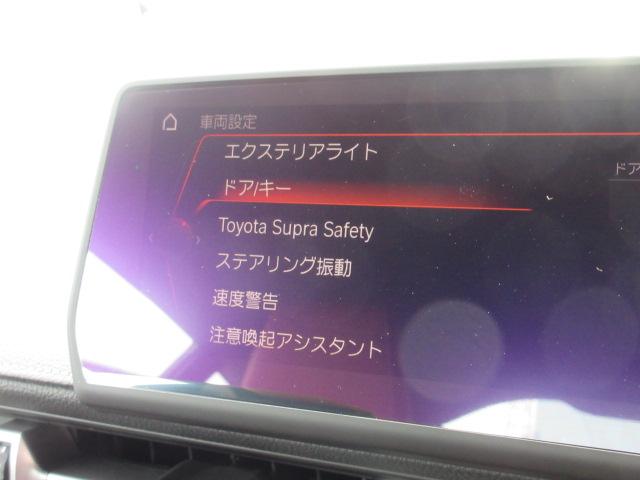 車両設定
エクステリアライト
ドア/キー
ドア
Toyota Supra Safety
ステアリング振動
速度警告
注意喚起アシスタント